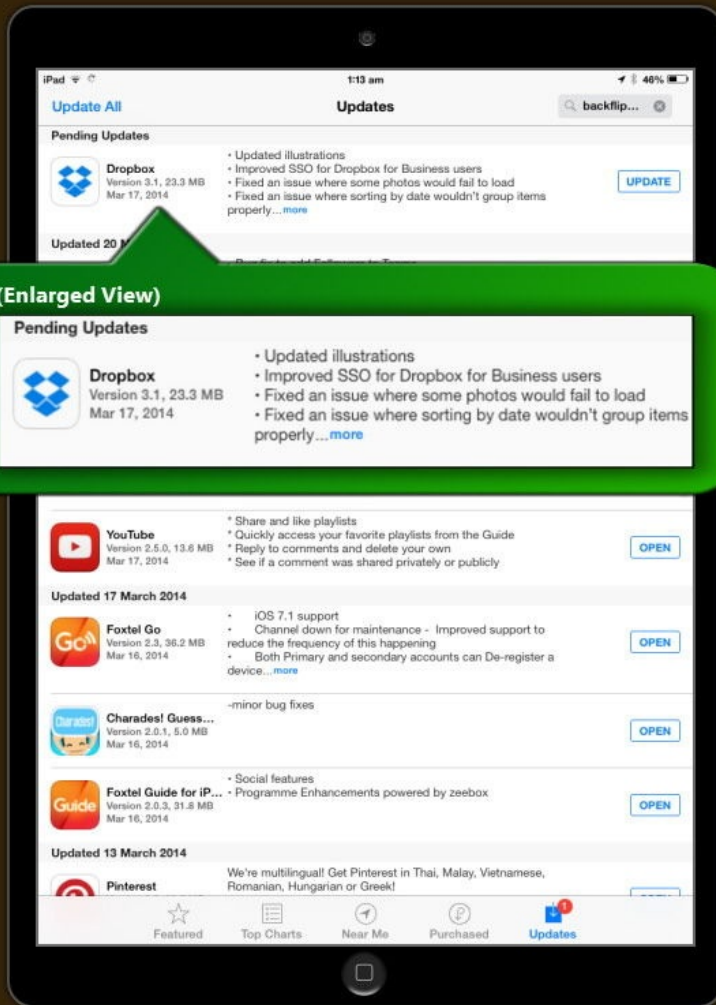 iPad
1:13 am
46%
Update All
Updates
backflip...
Pending Updates
Dropbox
Version 3.1, 23.3 MB
Mar 17, 2014
• Updated illustrations
• Improved SSO for Dropbox for Business users
• Fixed an issue where some photos would fail to load
• Fixed an issue where sorting by date wouldn't group items
properly...more
UPDATE
Updated 20
(Enlarged View)
Pending Updates
Dropbox
Version 3.1, 23.3 MB
Mar 17, 2014
• Updated illustrations
• Improved SSO for Dropbox for Business users
• Fixed an issue where some photos would fail to load
• Fixed an issue where sorting by date wouldn't group items
properly...more
YouTube
Version 2.5.0, 13.6 MB
Mar 17, 2014
* Share and like playlists
* Quickly access your favorite playlists from the Guide
* Reply to comments and delete your own
* See if a comment was shared privately or publicly
OPEN
Updated 17 March 2014
Go
Foxtel Go
Version 2.3, 36.2 MB
Mar 16, 2014
• iOS 7.1 support
• Channel down for maintenance - Improved support to
reduce the frequency of this happening
• Both Primary and secondary accounts can De-register a
device...more
OPEN
Charades!
Charades! Guess...
Version 2.0.1, 5.0 MB
Mar 16, 2014
-minor bug fixes
OPEN
Guide
Foxtel Guide for iP...
Version 2.0.3, 31.8 MB
Mar 16, 2014
• Social features
• Programme Enhancements powered by zeebox
OPEN
Updated 13 March 2014
Pinterest
We're multilingual! Get Pinterest in Thai, Malay, Vietnamese,
Romanian, Hungarian or Greek!
Featured
Top Charts
Near Me
Purchased
1
Updates